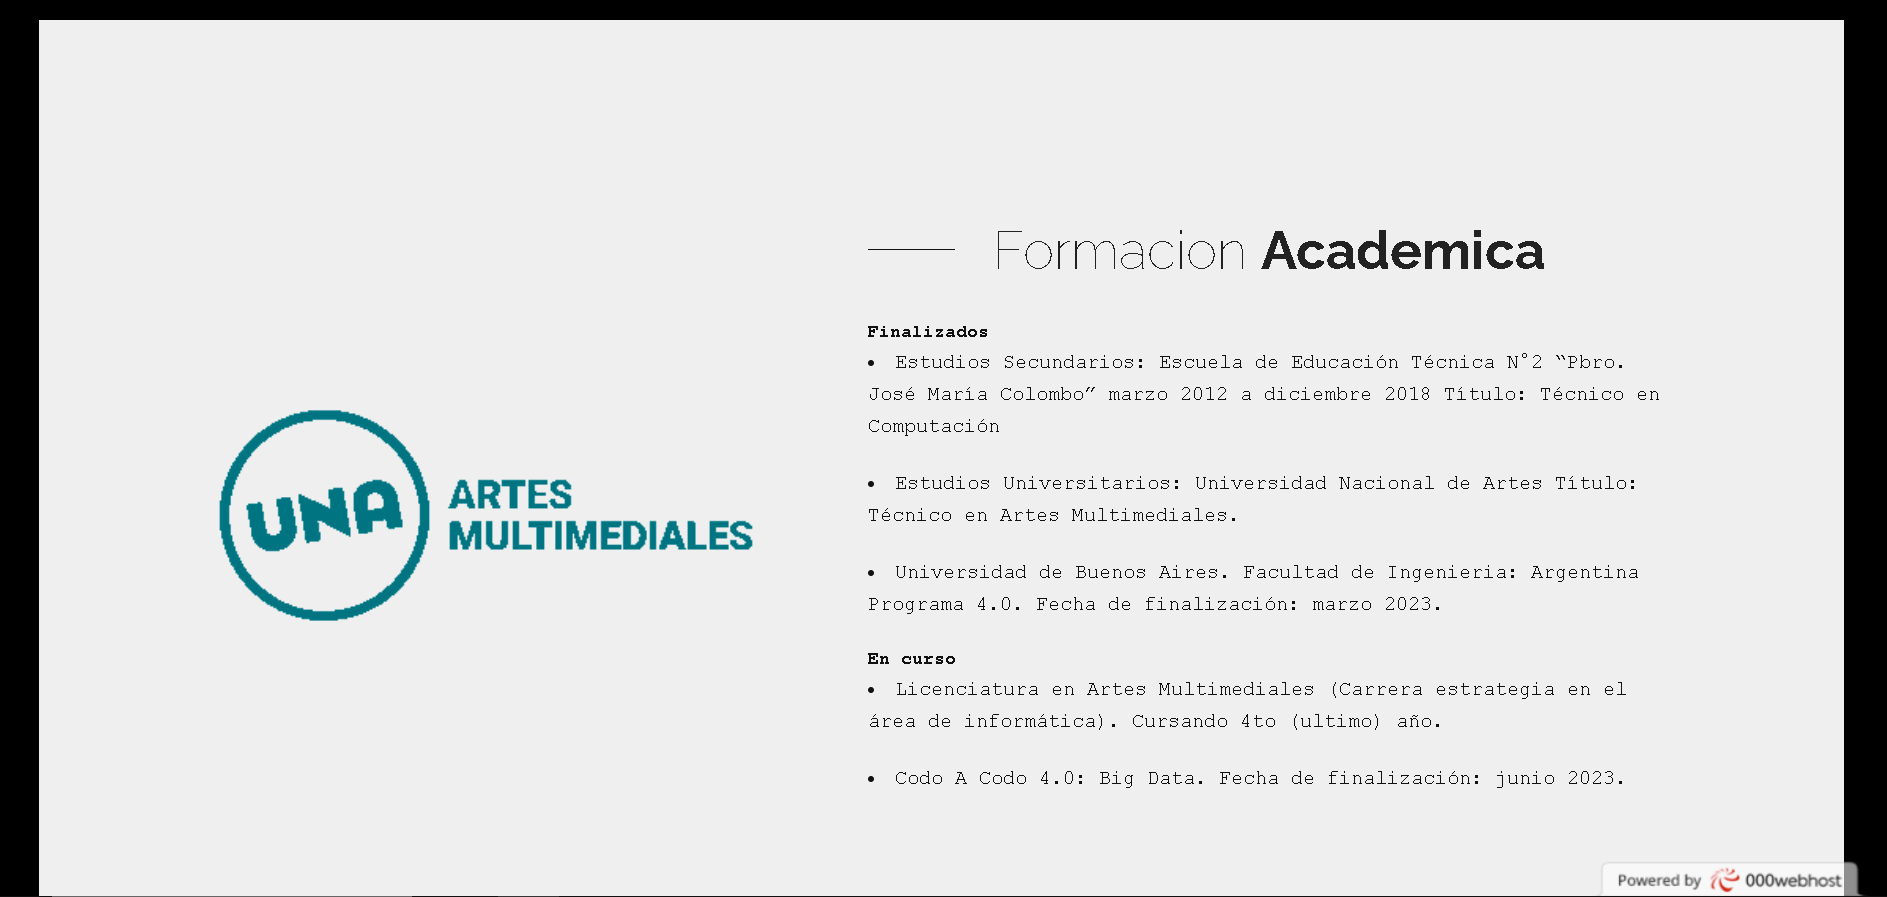 Formacion Academica
Finalizados
• Estudios Secundarios: Escuela de Educación Técnica N°2 “Pbro.
José María Colombo” marzo 2012 a diciembre 2018 Título: Técnico en
Computación
• Estudios Universitarios: Universidad Nacional de Artes Título:
Técnico en Artes Multimediales.
• Universidad de Buenos Aires. Facultad de Ingenieria: Argentina
Programa 4.0. Fecha de finalización: marzo 2023.
En curso
• Licenciatura en Artes Multimediales (Carrera estrategia en el
área de informática). Cursando 4to (ultimo) año.
• Codo A Codo 4.0: Big Data. Fecha de finalización: junio 2023.
UNA
ARTES
MULTIMEDIALES
Powered by 000webhost